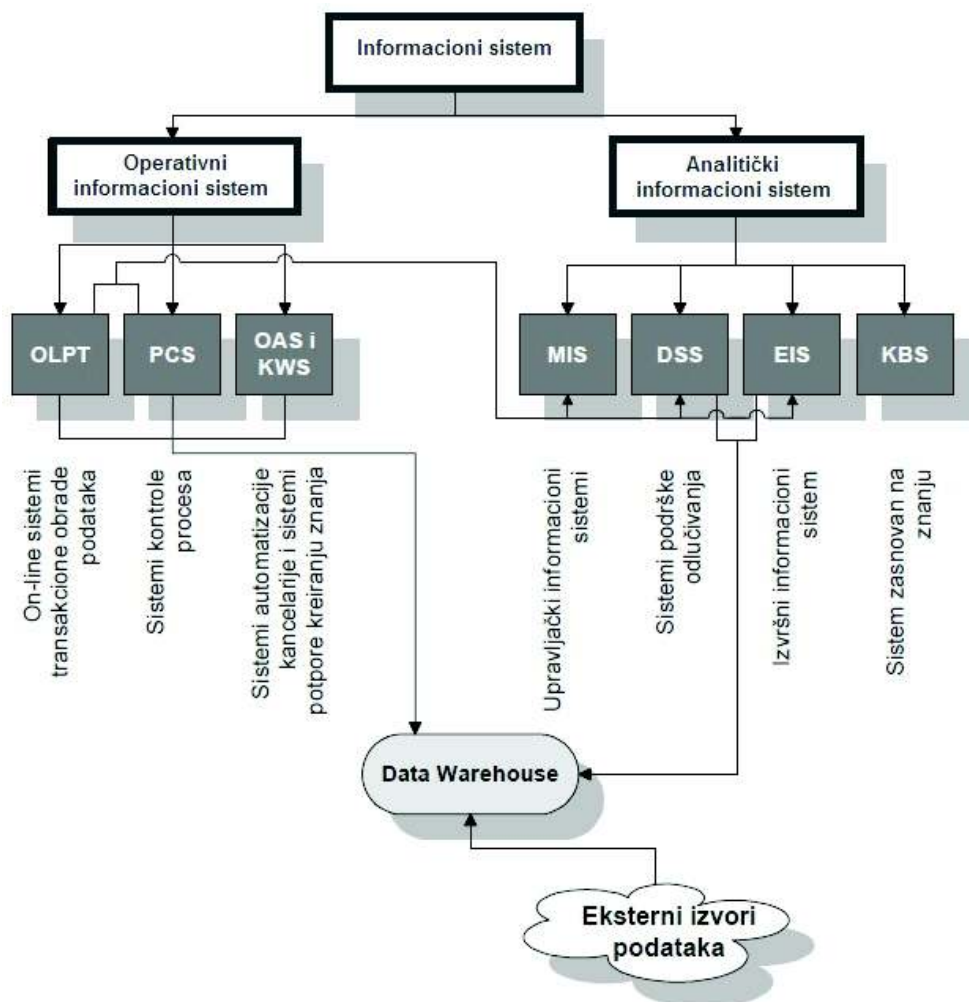 Informacioni sistem
Operativni
informacioni sistem
Analitički
informacioni sistem
OLPT
PCS
OAS i
KWS
MIS
DSS
EIS
KBS
On-line sistemi
transakcione obrade
podataka
Sistemi kontrole
procesa
Sistemi automatizacije
kancelarije i sistemi
potpore kreiranju znanja
Upravljački informacioni
sistemi
Sistemi podrške
odlučivanja
Izvršni informacioni
sistem
Sistem zasnovan na
znanju
Data Warehouse
Eksterni izvori
podataka